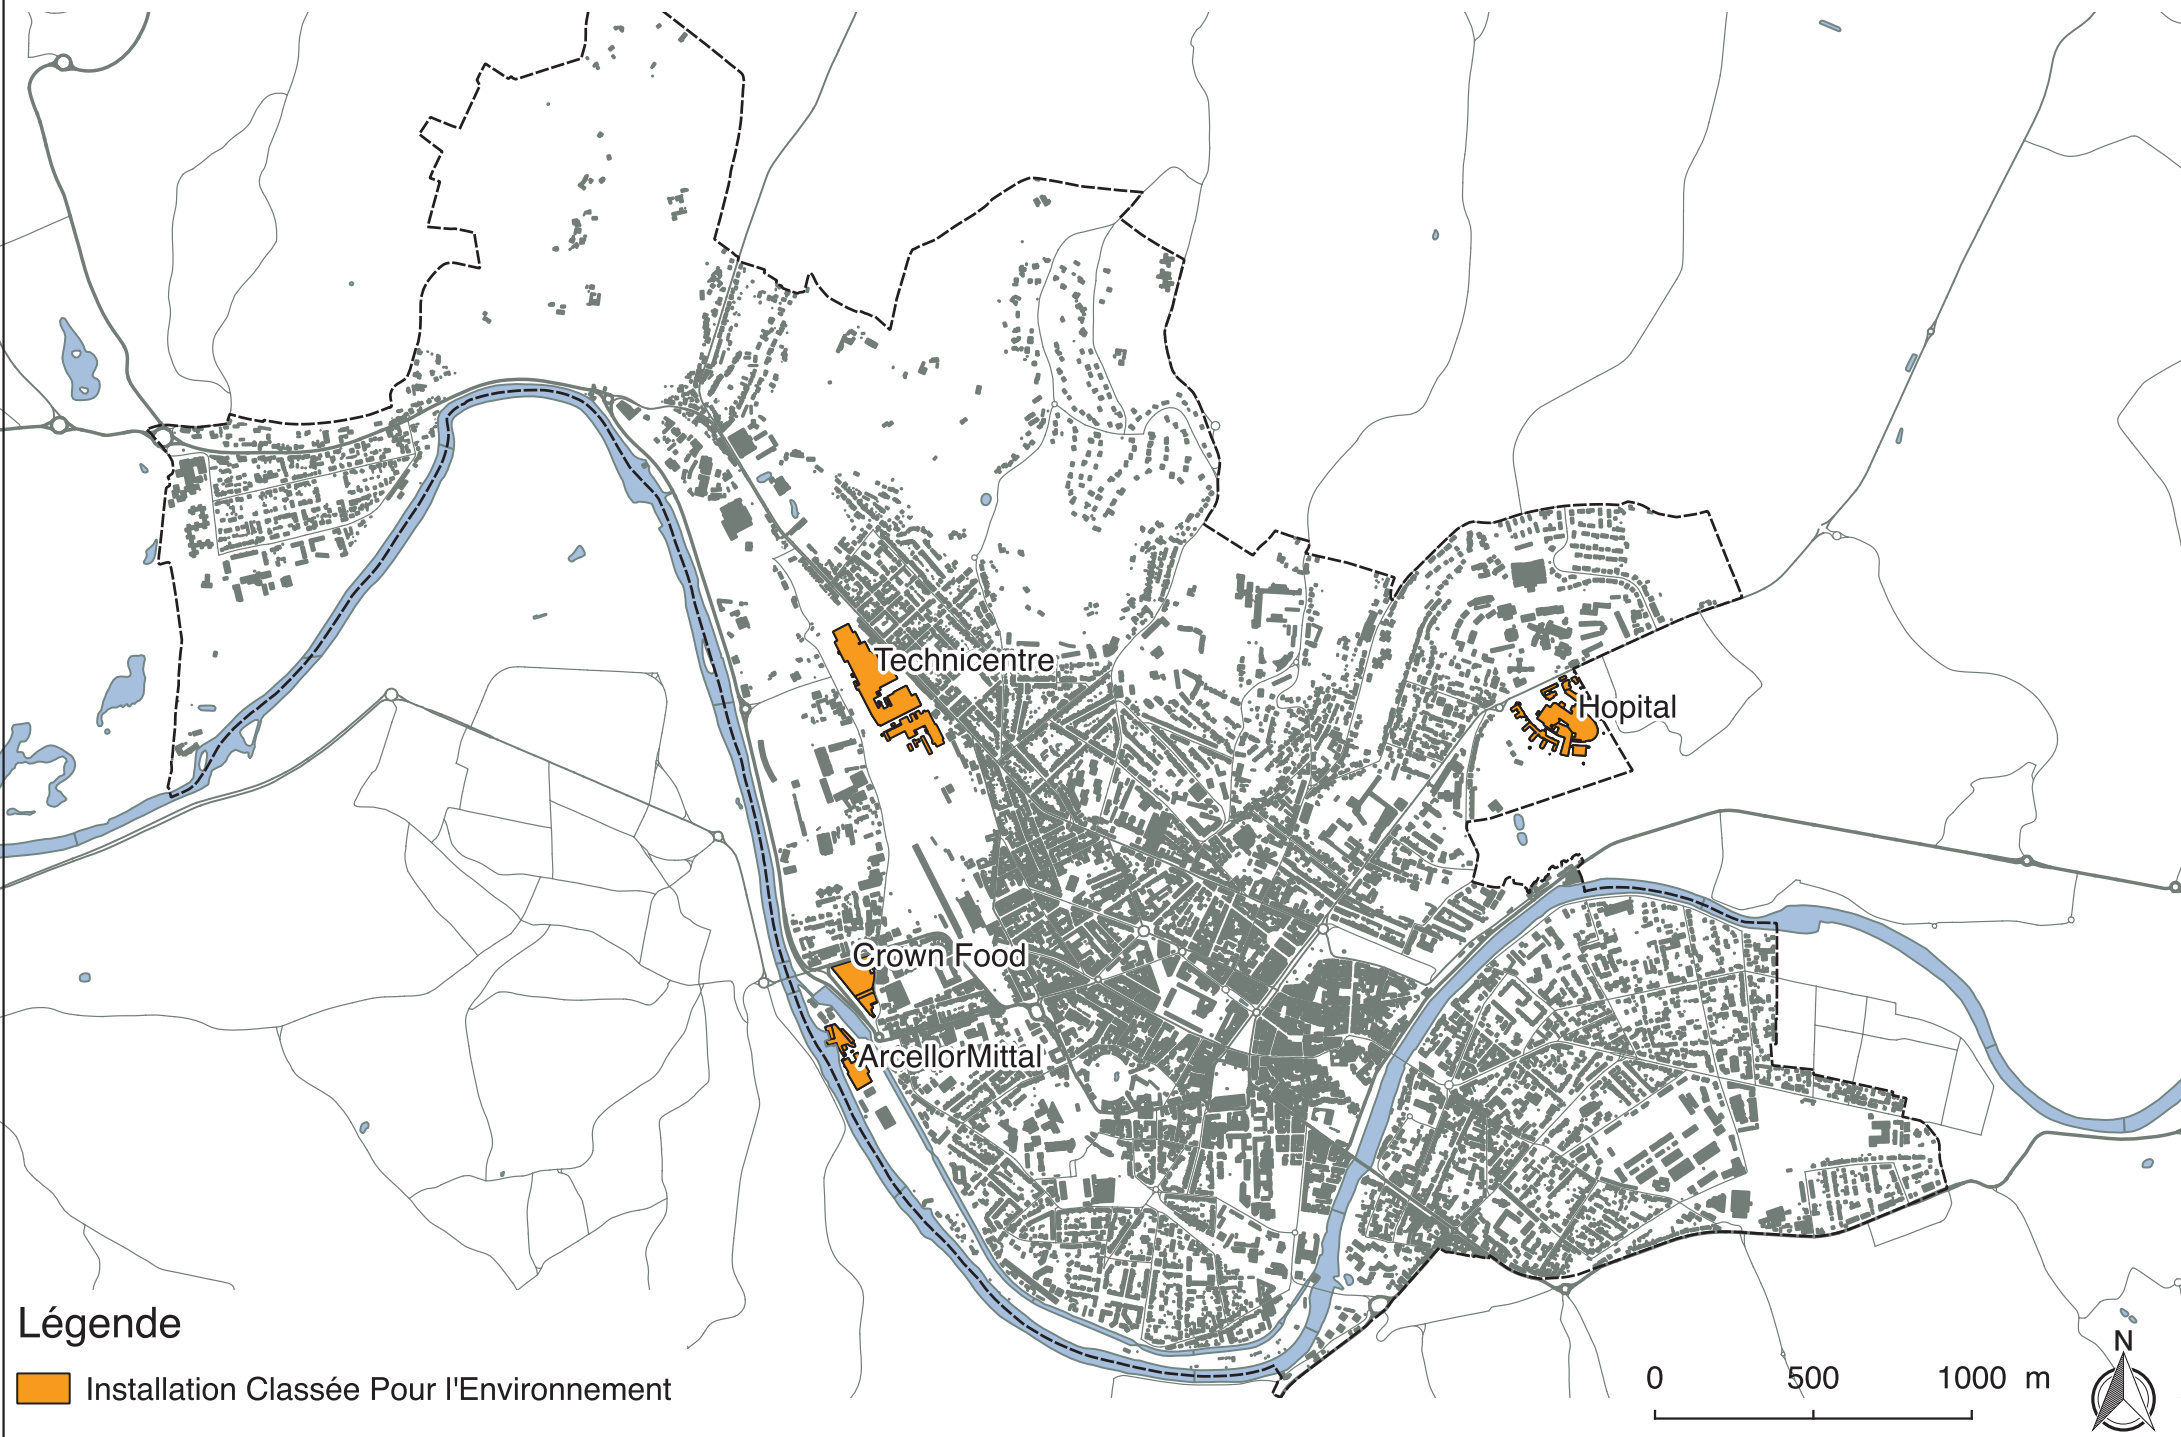 Technicentre
Hopital
Crown Food
ArcellorMittal
Légende
Installation Classée Pour l'Environnement
0 500 1000 m
N